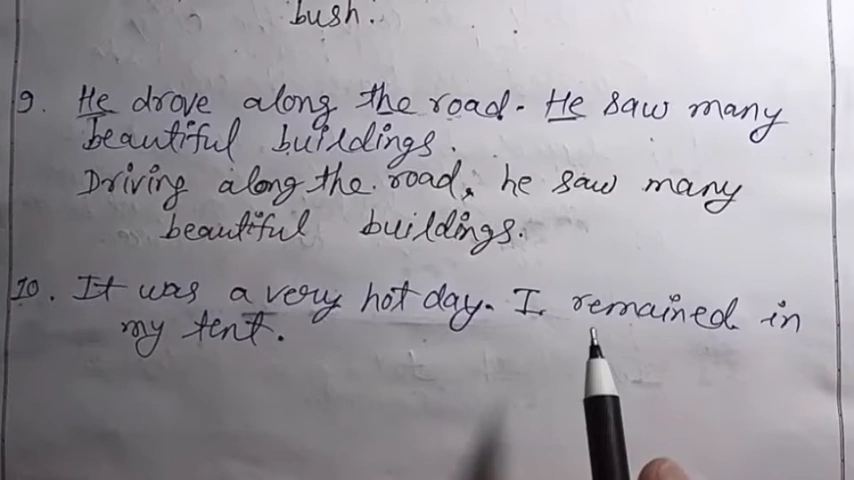 bush.
9. He drove along the road. He saw many
beautiful buildings.
Driving along the road, he saw many
beautiful buildings.
10. It was a very hot day. I remained in
my tent.